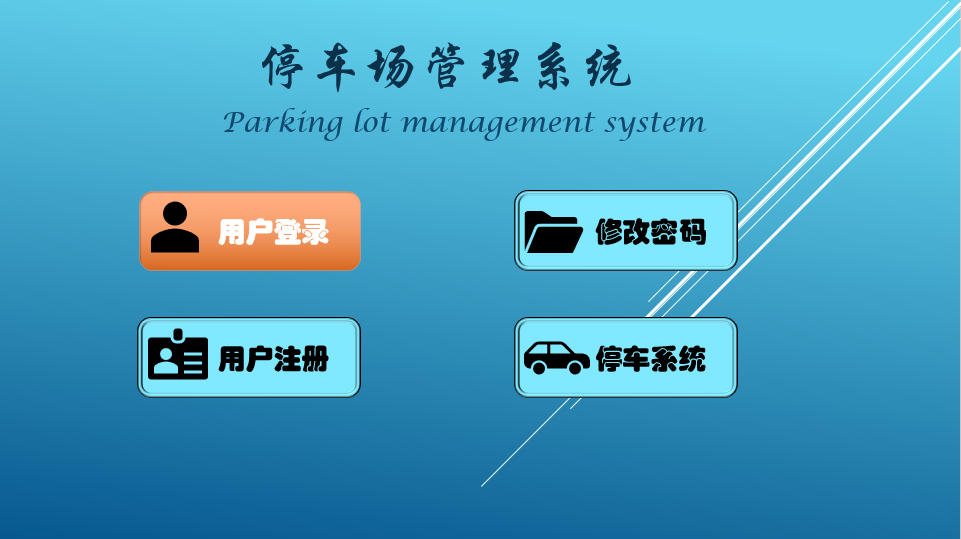 停车场管理系统
Parking lot management system
用户登录
修改密码
用户注册
停车系统